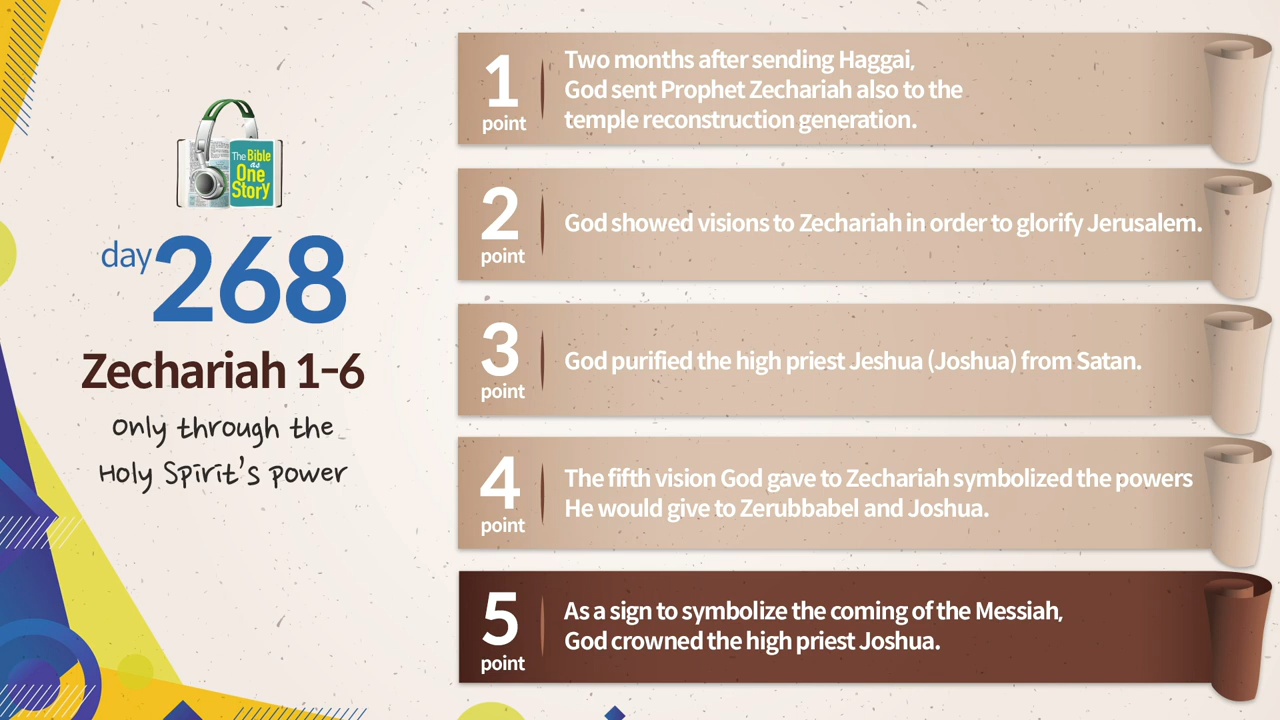 The Bible
as
One
Story
day 268
Zechariah 1-6
Only through the
Holy Spirit's power
1
point
Two months after sending Haggai,
God sent Prophet Zechariah also to the
temple reconstruction generation.
2
point
God showed visions to Zechariah in order to glorify Jerusalem.
3
point
God purified the high priest Jeshua (Joshua) from Satan.
4
point
The fifth vision God gave to Zechariah symbolized the powers
He would give to Zerubbabel and Joshua.
5
point
As a sign to symbolize the coming of the Messiah,
God crowned the high priest Joshua.